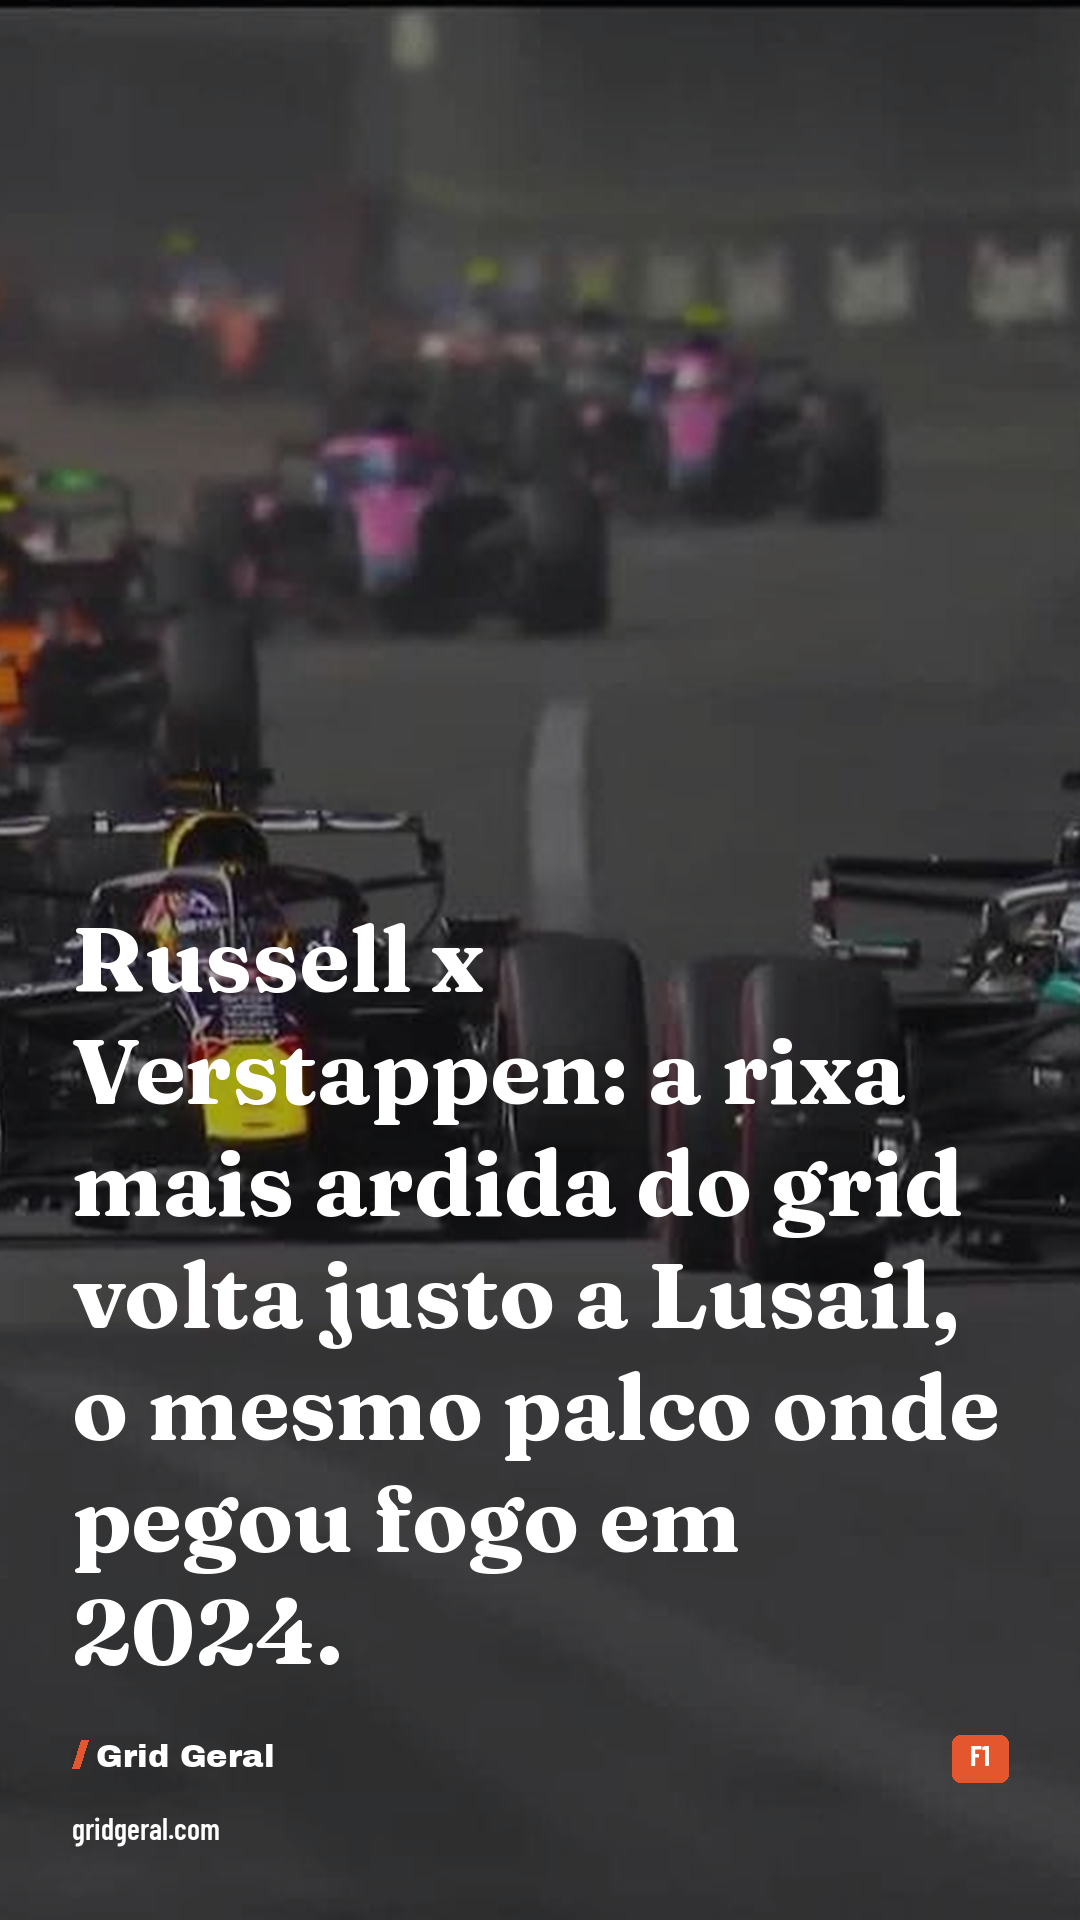 Russell x
Verstappen: a rixa
mais ardida do grid
volta justo a Lusail,
o mesmo palco onde
pegou fogo em
2024.
/ Grid Geral
F1
gridgeral.com